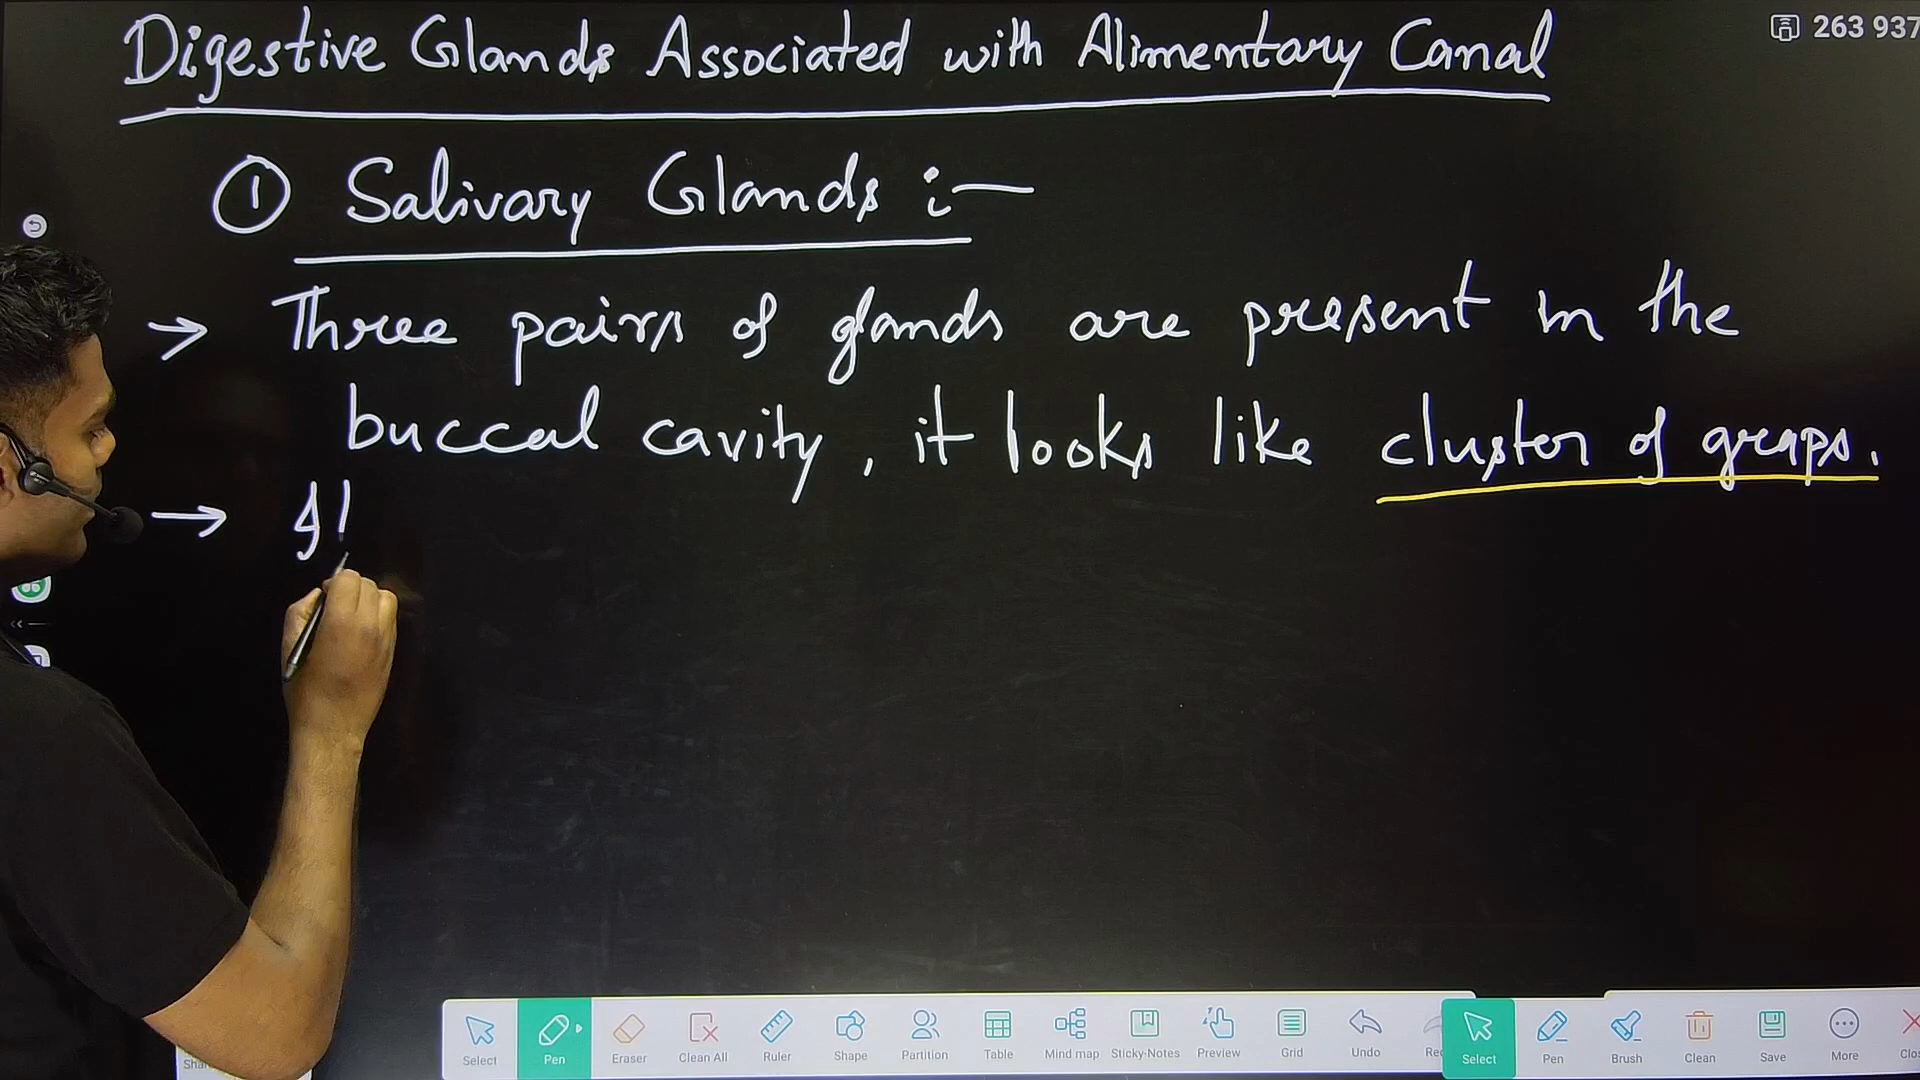 Digestive Glands Associated with Alimentary Canal
263 937
① Salivary Glands :-
→ Three pairs of glands are present in the
buccal cavity, it looks like cluster of graps.
→
Select Pen Eraser Clean All Ruler Shape Partition Table Mind map Sticky-Notes Preview Grid Undo Select Pen Brush Clean Save More